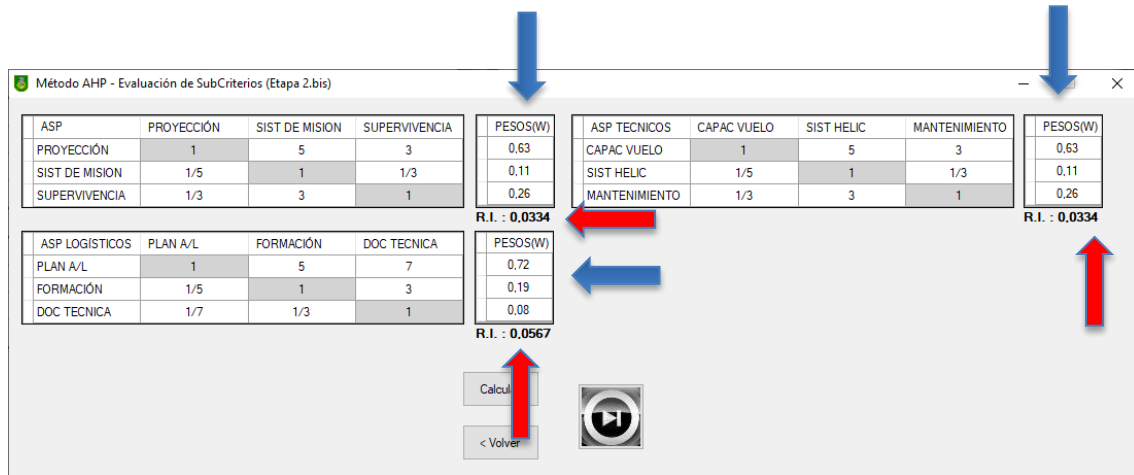 Método AHP - Evaluación de SubCriterios (Etapa 2.bis)
ASP PROYECCIÓN SIST DE MISION SUPERVIVENCIA PESOS(W)
PROYECCIÓN 1 5 3 0,63
SIST DE MISION 1/5 1 1/3 0,11
SUPERVIVENCIA 1/3 3 1 0,26
R.I. : 0,0334
ASP TECNICOS CAPAC VUELO SIST HELIC MANTENIMIENTO PESOS(W)
CAPAC VUELO 1 5 3 0,63
SIST HELIC 1/5 1 1/3 0,11
MANTENIMIENTO 1/3 3 1 0,26
R.I. : 0,0334
ASP LOGÍSTICOS PLAN A/L FORMACIÓN DOC TECNICA PESOS(W)
PLAN A/L 1 5 7 0,72
FORMACIÓN 1/5 1 3 0,19
DOC TECNICA 1/7 1/3 1 0,08
R.I. : 0,0567
< Volver